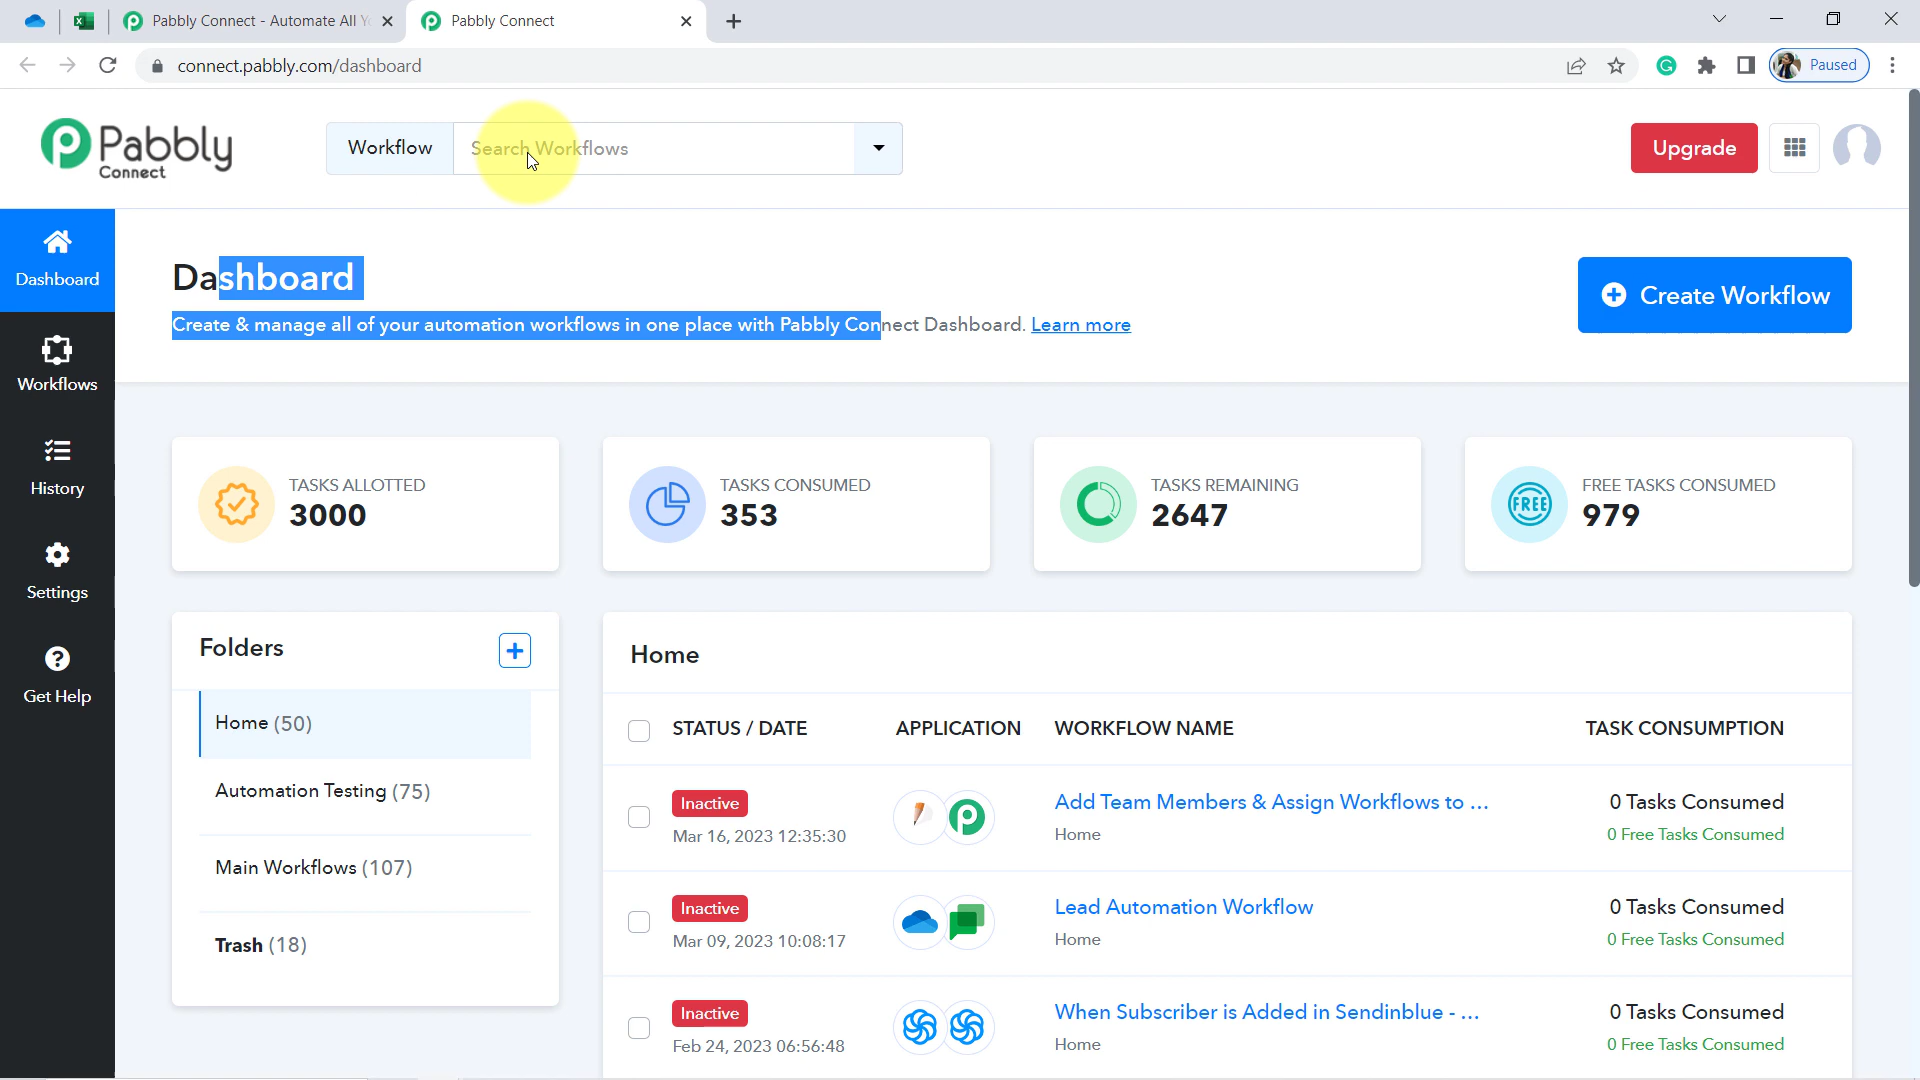 Pabbly Connect - Automate All Y
Pabbly Connect
connect.pabbly.com/dashboard
Paused
Pabbly
Connect
Workflow
Search Workflows
Upgrade
Dashboard
Workflows
History
Settings
Get Help
Dashboard
Create & manage all of your automation workflows in one place with Pabbly Connect Dashboard. Learn more
Create Workflow
TASKS ALLOTTED
3000
TASKS CONSUMED
353
TASKS REMAINING
2647
FREE
FREE TASKS CONSUMED
979
Folders
Home (50)
Automation Testing (75)
Main Workflows (107)
Trash (18)
Home
STATUS / DATE APPLICATION WORKFLOW NAME TASK CONSUMPTION
Inactive
Mar 16, 2023 12:35:30
Add Team Members & Assign Workflows to ...
Home
0 Tasks Consumed
0 Free Tasks Consumed
Inactive
Mar 09, 2023 10:08:17
Lead Automation Workflow
Home
0 Tasks Consumed
0 Free Tasks Consumed
Inactive
Feb 24, 2023 06:56:48
When Subscriber is Added in Sendinblue - ...
Home
0 Tasks Consumed
0 Free Tasks Consumed